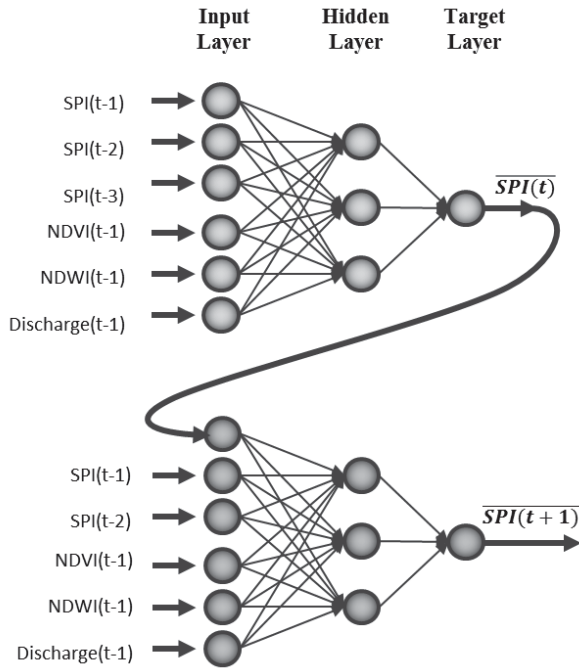 Input Layer
Hidden Layer
Target Layer
SPI(t-1)
SPI(t-2)
SPI(t-3)
NDVI(t-1)
NDWI(t-1)
Discharge(t-1)
SPI(t)
SPI(t-1)
SPI(t-2)
NDVI(t-1)
NDWI(t-1)
Discharge(t-1)
SPI(t + 1)